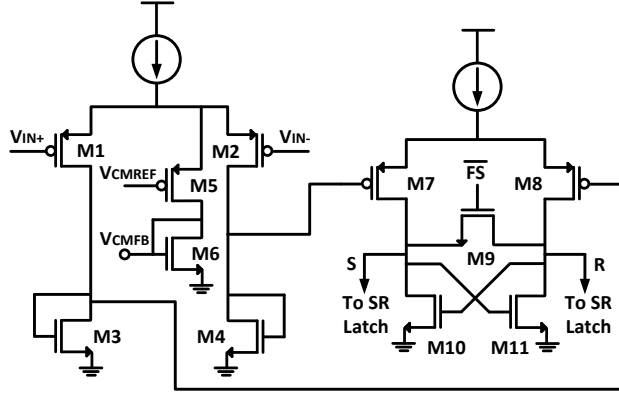 VIN+
M1
M2
VIN-
VCMREF
M5
VCMFB
M6
M3
M4
M7
FS
M8
M9
S
R
To SR
Latch
To SR
Latch
M10
M11